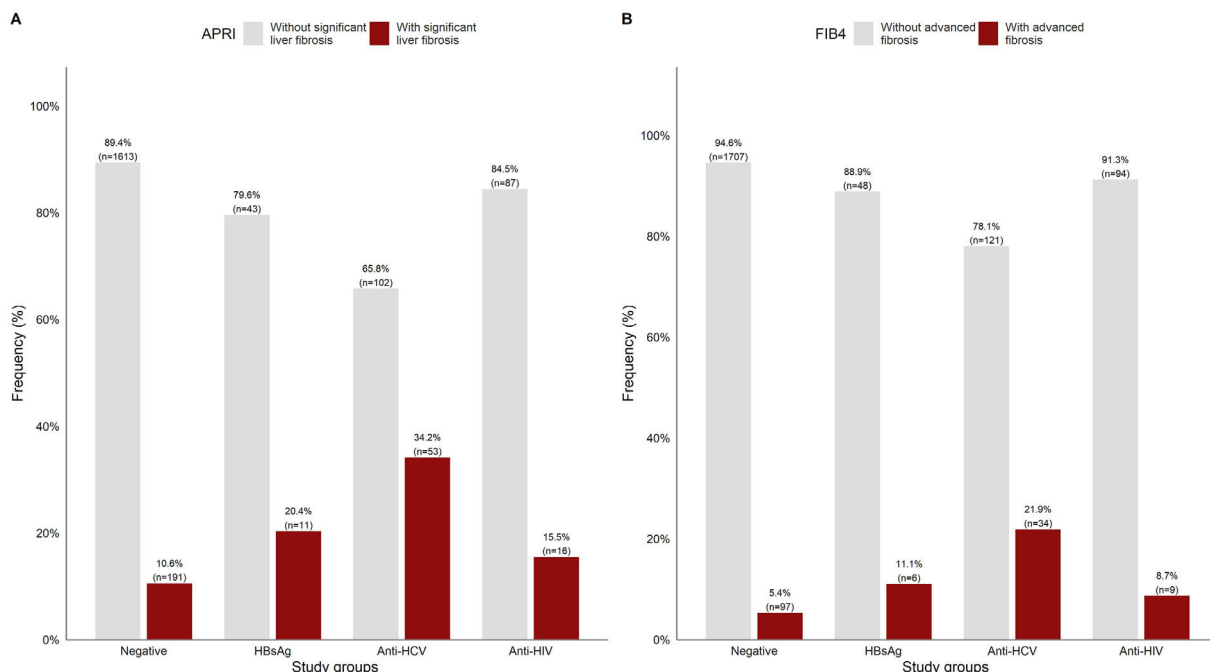 A
APRI
Without significant
liver fibrosis
With significant
liver fibrosis
Frequency (%)
100%
80%
60%
40%
20%
0%
89.4%
(n=1613)
10.6%
(n=191)
79.6%
(n=43)
20.4%
(n=11)
65.8%
(n=102)
34.2%
(n=53)
84.5%
(n=87)
15.5%
(n=16)
Negative
HBsAg
Anti-HCV
Anti-HIV
Study groups
B
FIB4
Without advanced
fibrosis
With advanced
fibrosis
Frequency (%)
100%
80%
60%
40%
20%
0%
94.6%
(n=1707)
5.4%
(n=97)
88.9%
(n=48)
11.1%
(n=6)
78.1%
(n=121)
21.9%
(n=34)
91.3%
(n=94)
8.7%
(n=9)
Negative
HBsAg
Anti-HCV
Anti-HIV
Study groups